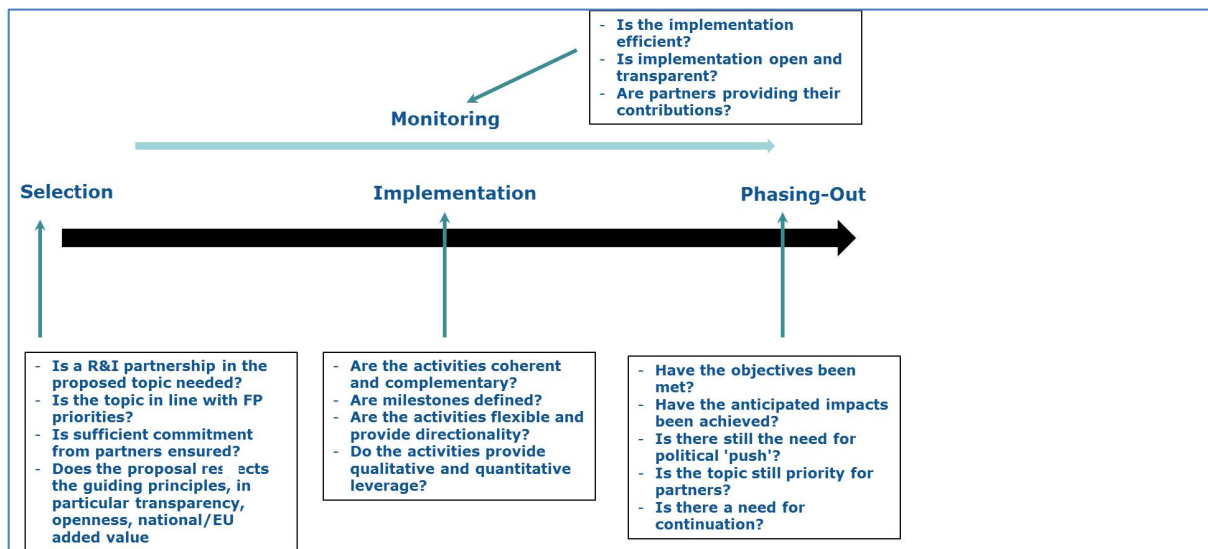 - Is the implementation
efficient?
- Is implementation open and
transparent?
- Are partners providing their
contributions?
Monitoring
Selection
Implementation
Phasing-Out
- Is a R&I partnership in the
proposed topic needed?
- Is the topic in line with FP
priorities?
- Is sufficient commitment
from partners ensured?
- Does the proposal res ects
the guiding principles, in
particular transparency,
openness, national/EU
added value
- Are the activities coherent
and complementary?
- Are milestones defined?
- Are the activities flexible and
provide directionality?
- Do the activities provide
qualitative and quantitative
leverage?
- Have the objectives been
met?
- Have the anticipated impacts
been achieved?
- Is there still the need for
political 'push'?
- Is the topic still priority for
partners?
- Is there a need for
continuation?